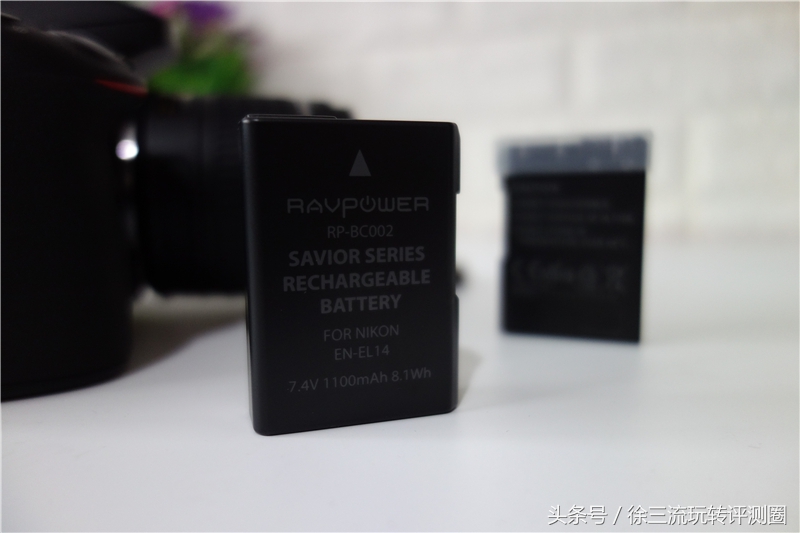 RAVPOWER
RP-BC002
SAVIOR SERIES
RECHARGEABLE
BATTERY
FOR NIKON
EN-EL14
7.4V 1100mAh 8.1Wh
头条号 / 徐三流玩转评测圈